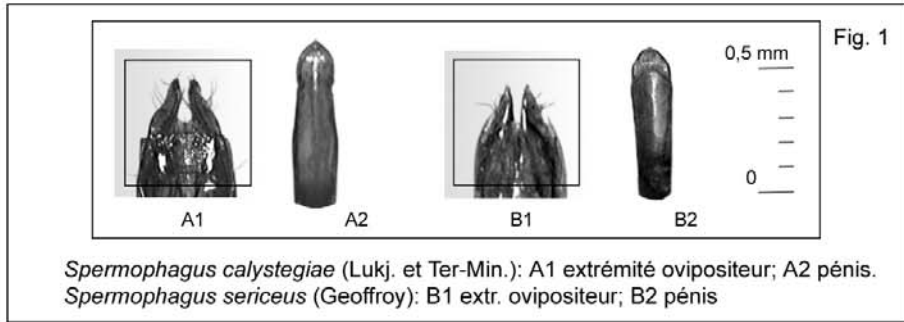 Fig. 1
0,5 mm
0
A1 A2 B1 B2
Spermophagus calystegiae (Lukj. et Ter-Min.): A1 extrémité ovipositeur; A2 pénis.
Spermophagus sericeus (Geoffroy): B1 extr. ovipositeur; B2 pénis